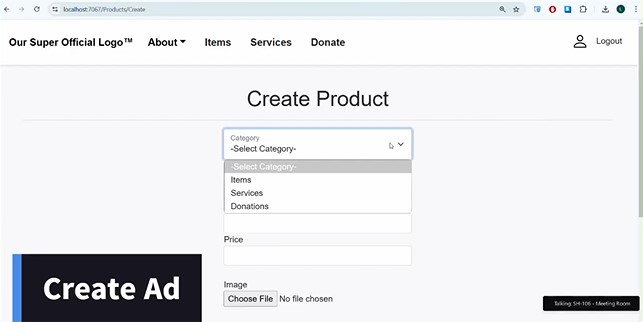 localhost:7067/Products/Create
L
Our Super Official Logo™ About Items Services Donate Logout
Create Product
Category
-Select Category-
-Select Category-
Items
Services
Donations
Price
Image
Choose File No file chosen
Create Ad
Talking: SH-106 - Meeting Room